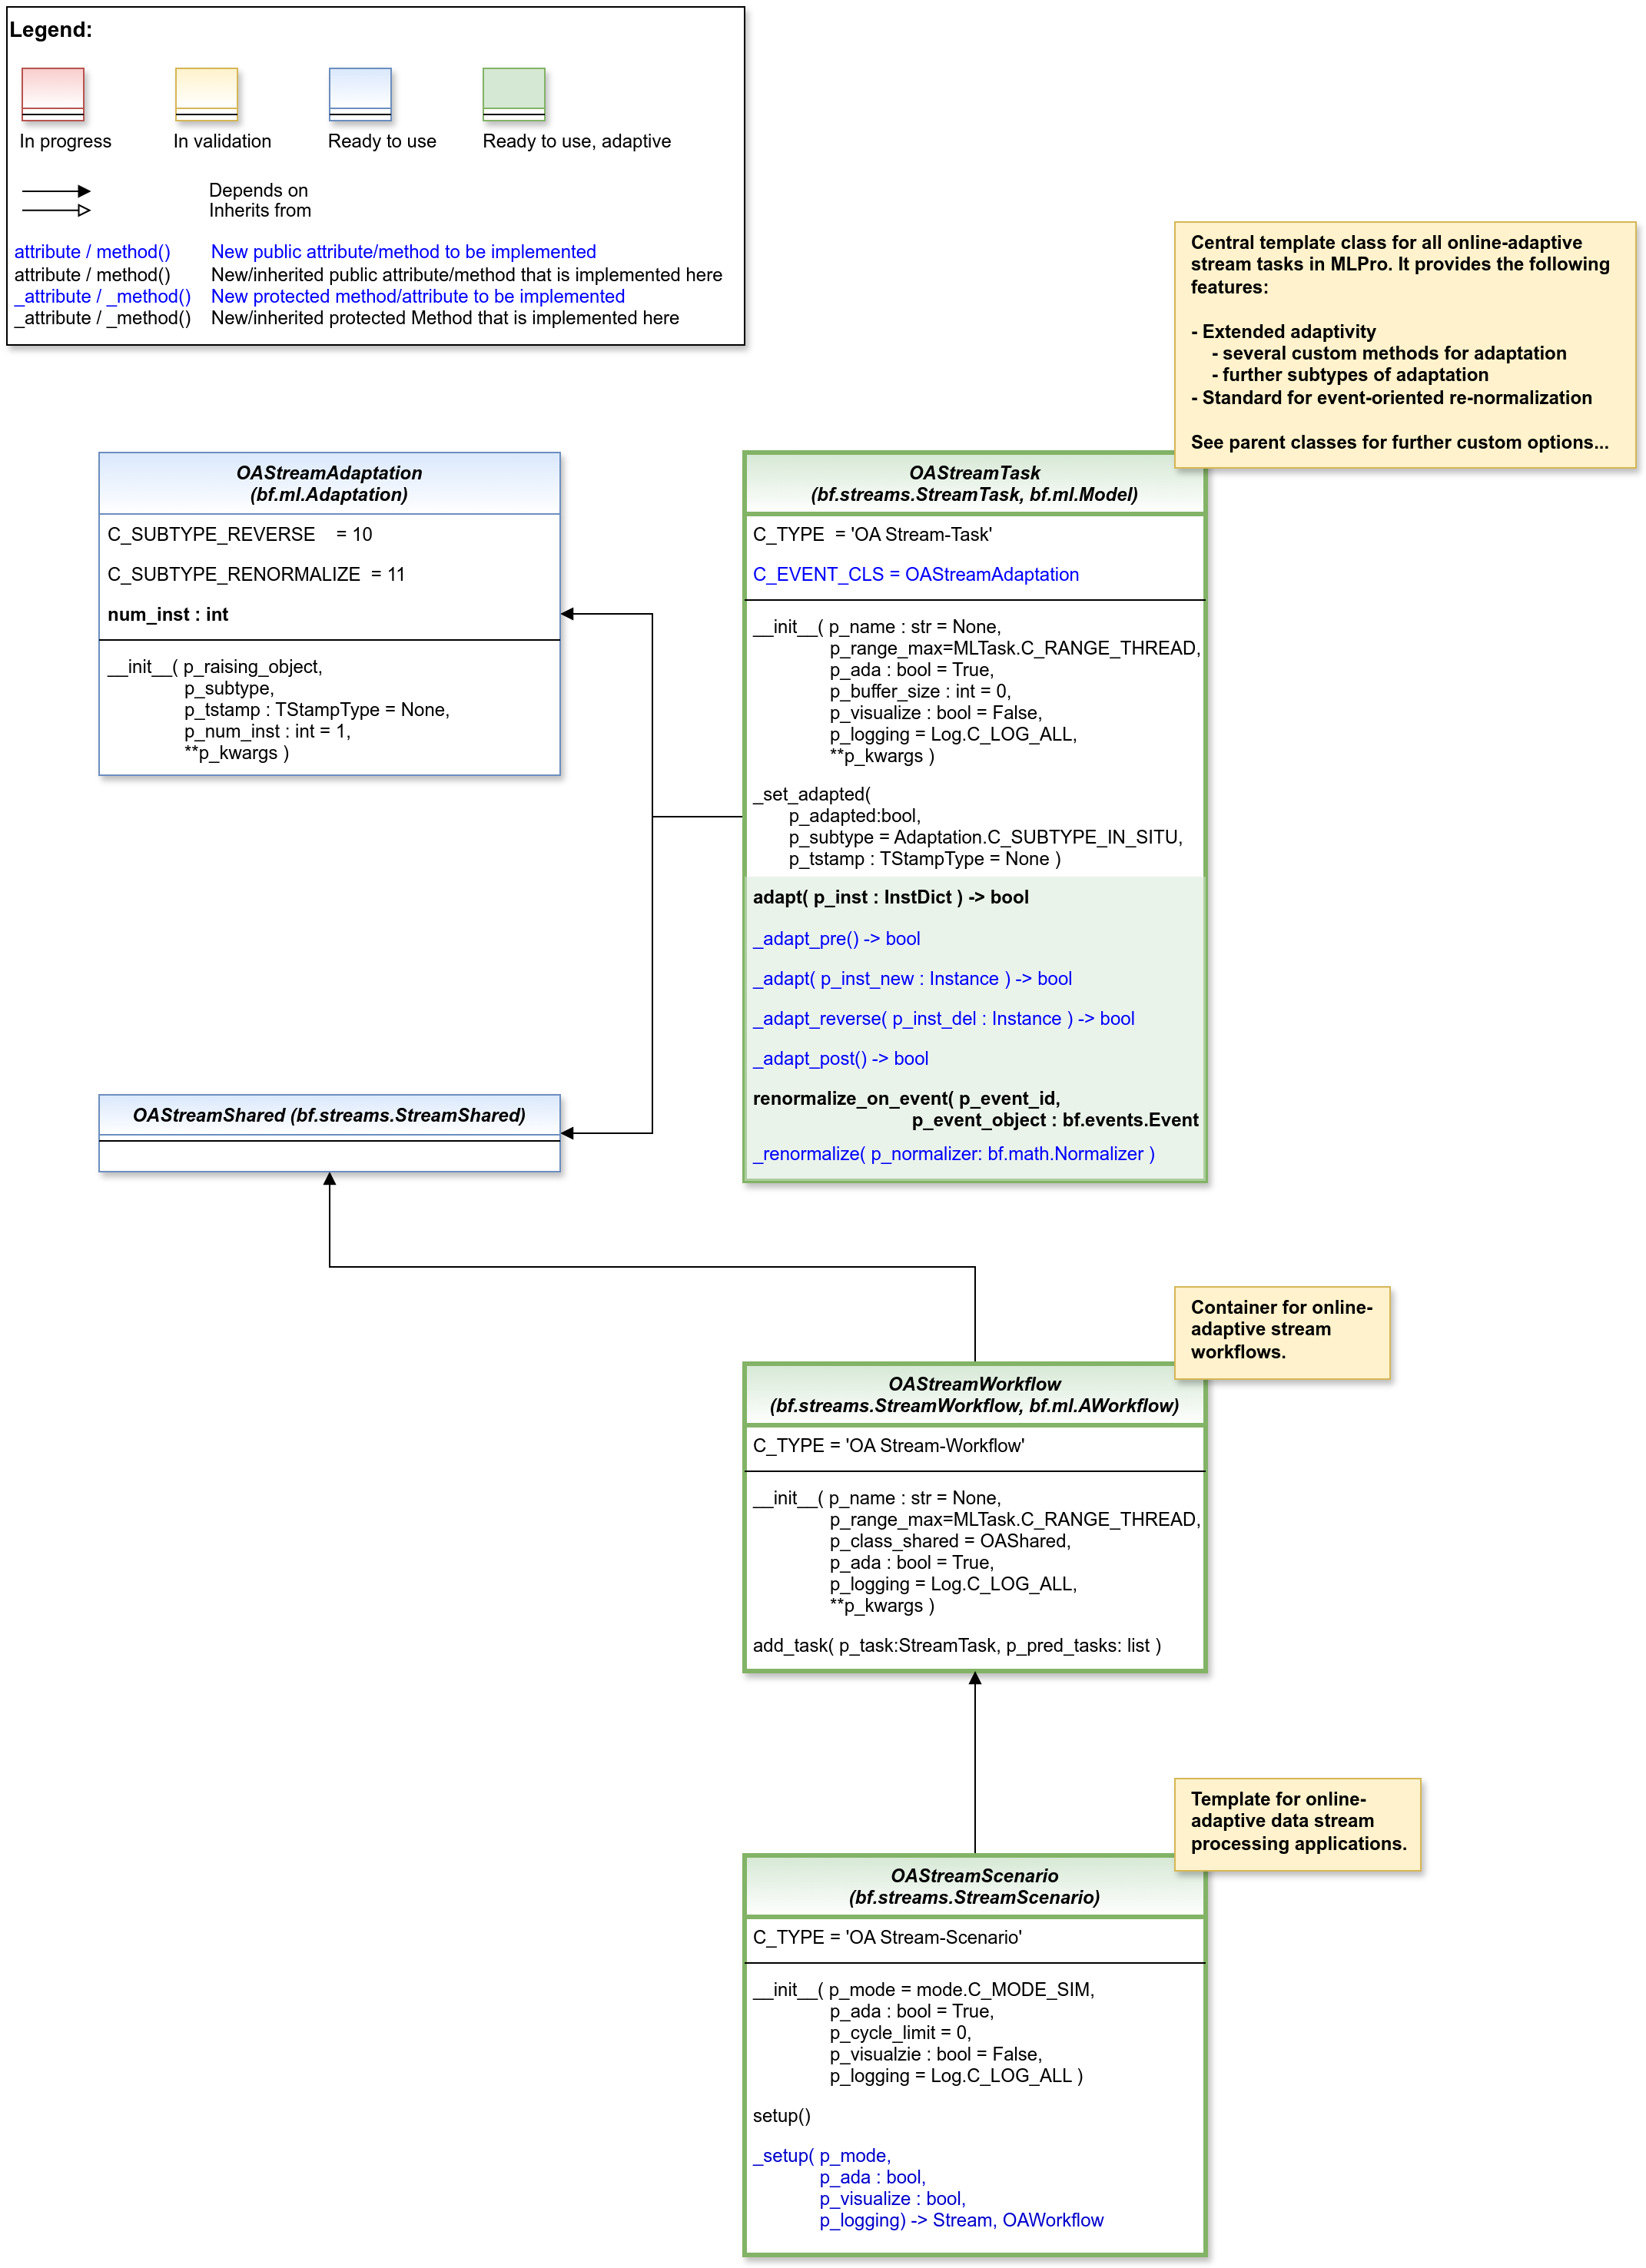 Legend:
In progress
In validation
Ready to use
Ready to use, adaptive
Depends on
Inherits from
attribute / method() New public attribute/method to be implemented
attribute / method() New/inherited public attribute/method that is implemented here
_attribute / _method() New protected method/attribute to be implemented
_attribute / _method() New/inherited protected Method that is implemented here
Central template class for all online-adaptive
stream tasks in MLPro. It provides the following
features:
- Extended adaptivity
- several custom methods for adaptation
- further subtypes of adaptation
- Standard for event-oriented re-normalization
See parent classes for further custom options...
OAStreamAdaptation
(bf.ml.Adaptation)
C_SUBTYPE_REVERSE = 10
C_SUBTYPE_RENORMALIZE = 11
num_inst : int
__init__( p_raising_object,
p_subtype,
p_tstamp : TStampType = None,
p_num_inst : int = 1,
**p_kwargs )
OAStreamTask
(bf.streams.StreamTask, bf.ml.Model)
C_TYPE = 'OA Stream-Task'
C_EVENT_CLS = OAStreamAdaptation
__init__( p_name : str = None,
p_range_max=MLTask.C_RANGE_THREAD,
p_ada : bool = True,
p_buffer_size : int = 0,
p_visualize : bool = False,
p_logging = Log.C_LOG_ALL,
**p_kwargs )
_set_adapted(
p_adapted:bool,
p_subtype = Adaptation.C_SUBTYPE_IN_SITU,
p_tstamp : TStampType = None )
adapt( p_inst : InstDict ) -> bool
_adapt_pre() -> bool
_adapt( p_inst_new : Instance ) -> bool
_adapt_reverse( p_inst_del : Instance ) -> bool
_adapt_post() -> bool
renormalize_on_event( p_event_id,
p_event_object : bf.events.Event
_renormalize( p_normalizer: bf.math.Normalizer )
OAStreamShared (bf.streams.StreamShared)
Container for online-
adaptive stream
workflows.
OAStreamWorkflow
(bf.streams.StreamWorkflow, bf.ml.AWorkflow)
C_TYPE = 'OA Stream-Workflow'
__init__( p_name : str = None,
p_range_max=MLTask.C_RANGE_THREAD,
p_class_shared = OAShared,
p_ada : bool = True,
p_logging = Log.C_LOG_ALL,
**p_kwargs )
add_task( p_task:StreamTask, p_pred_tasks: list )
Template for online-
adaptive data stream
processing applications.
OAStreamScenario
(bf.streams.StreamScenario)
C_TYPE = 'OA Stream-Scenario'
__init__( p_mode = mode.C_MODE_SIM,
p_ada : bool = True,
p_cycle_limit = 0,
p_visualzie : bool = False,
p_logging = Log.C_LOG_ALL )
setup()
_setup( p_mode,
p_ada : bool,
p_visualize : bool,
p_logging) -> Stream, OAWorkflow